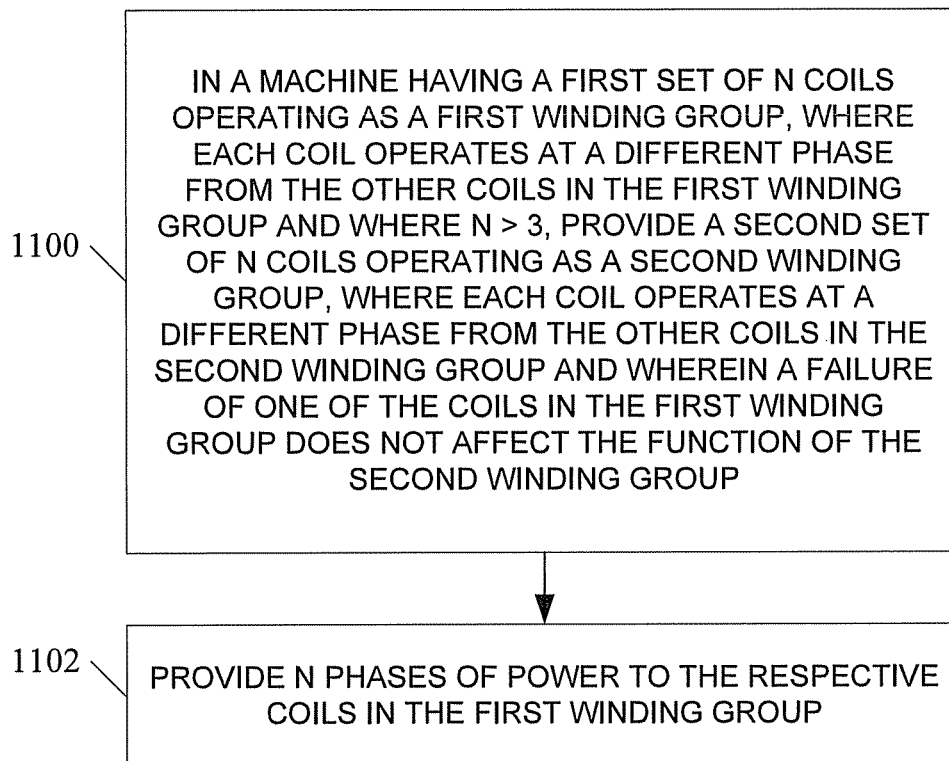 IN A MACHINE HAVING A FIRST SET OF N COILS
OPERATING AS A FIRST WINDING GROUP, WHERE
EACH COIL OPERATES AT A DIFFERENT PHASE
FROM THE OTHER COILS IN THE FIRST WINDING
GROUP AND WHERE N > 3, PROVIDE A SECOND SET
OF N COILS OPERATING AS A SECOND WINDING
GROUP, WHERE EACH COIL OPERATES AT A
DIFFERENT PHASE FROM THE OTHER COILS IN THE
SECOND WINDING GROUP AND WHEREIN A FAILURE
OF ONE OF THE COILS IN THE FIRST WINDING
GROUP DOES NOT AFFECT THE FUNCTION OF THE
SECOND WINDING GROUP
1100
1102
PROVIDE N PHASES OF POWER TO THE RESPECTIVE
COILS IN THE FIRST WINDING GROUP